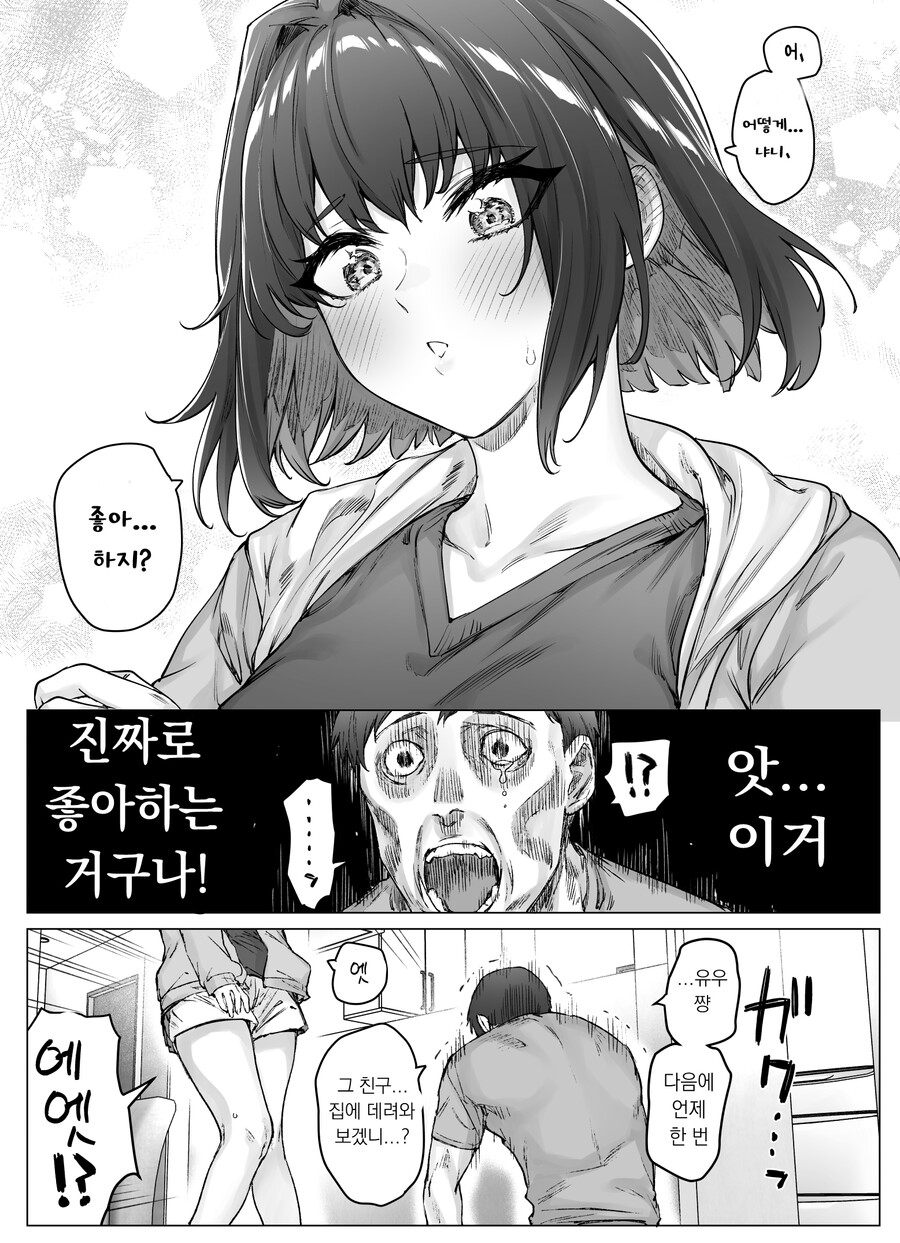 어,
어떻게...
냐니,
좋아...
하지?
앗...
이거
!?
......?
진짜로
좋아하는
거구나!
ガク...
...유우
쨩
다음에
언제
한 번
엣
그 친구...
집에 데려와
보겠니...?
에
엣
!?